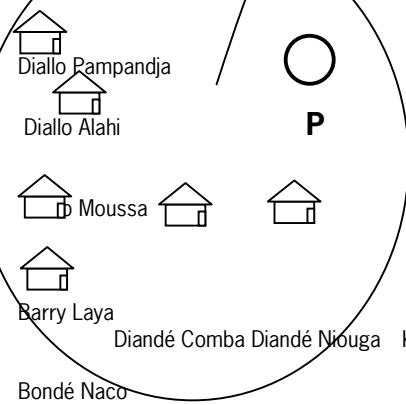 Diallo Pampandja
Diallo Alahi
P
Moussa
Barry Laya
Diandé Comba Diandé Niouga
Bondé Naco